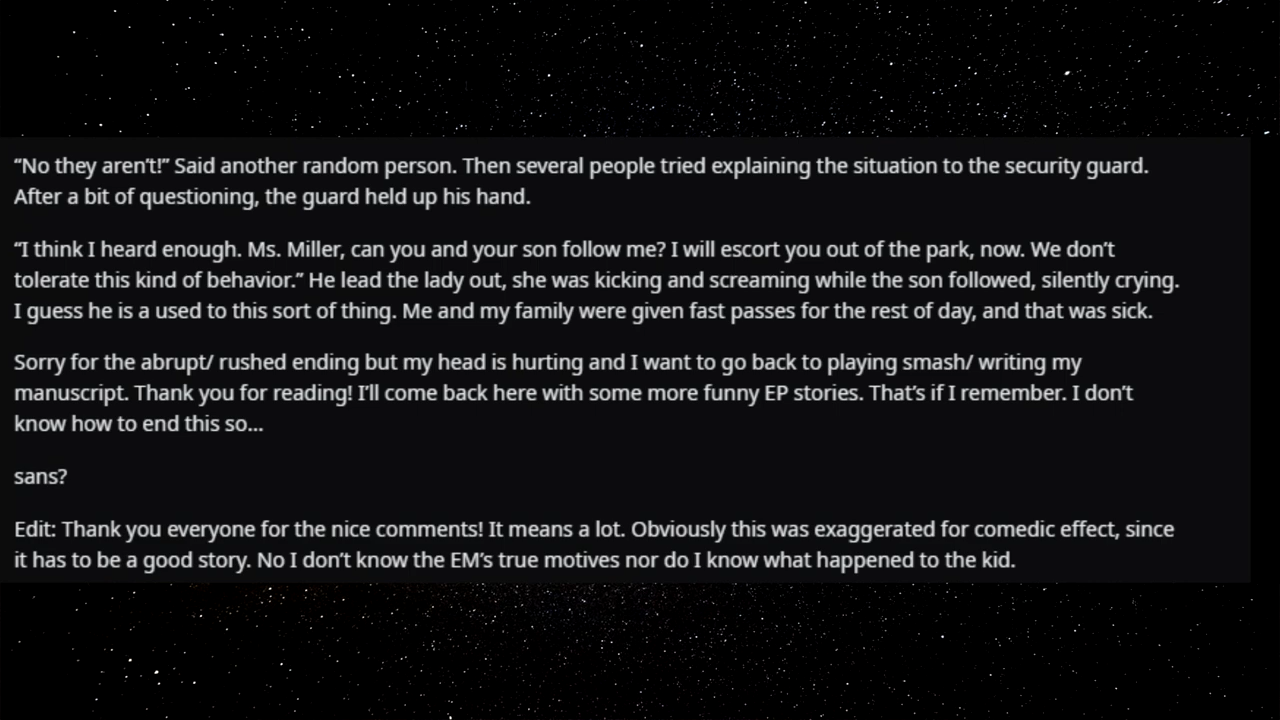 “No they aren’t!” Said another random person. Then several people tried explaining the situation to the security guard.
After a bit of questioning, the guard held up his hand.
“I think I heard enough. Ms. Miller, can you and your son follow me? I will escort you out of the park, now. We don’t
tolerate this kind of behavior.” He lead the lady out, she was kicking and screaming while the son followed, silently crying.
I guess he is a used to this sort of thing. Me and my family were given fast passes for the rest of day, and that was sick.
Sorry for the abrupt/ rushed ending but my head is hurting and I want to go back to playing smash/ writing my
manuscript. Thank you for reading! I’ll come back here with some more funny EP stories. That’s if I remember. I don’t
know how to end this so...
sans?
Edit: Thank you everyone for the nice comments! It means a lot. Obviously this was exaggerated for comedic effect, since
it has to be a good story. No I don’t know the EM’s true motives nor do I know what happened to the kid.